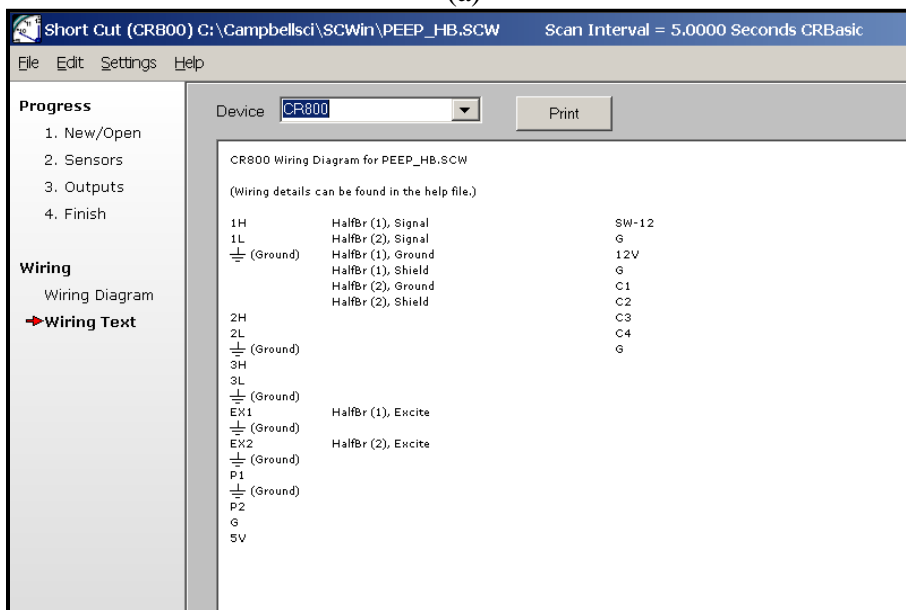 (a)
Short Cut (CR800) C:\Campbellsci\SCWin\PEEP_HB.SCW Scan Interval = 5.0000 Seconds CRBasic
File Edit Settings Help
Progress
1. New/Open
2. Sensors
3. Outputs
4. Finish
Wiring
Wiring Diagram
Wiring Text
Device CR800 Print
CR800 Wiring Diagram for PEEP_HB.SCW
(Wiring details can be found in the help file.)
1H HalfBr (1), Signal SW-12
1L HalfBr (2), Signal G
(Ground) HalfBr (1), Ground 12V
HalfBr (1), Shield G
HalfBr (2), Ground C1
HalfBr (2), Shield C2
2H C3
2L C4
(Ground) G
3H
3L
(Ground)
EX1 HalfBr (1), Excite
(Ground)
EX2 HalfBr (2), Excite
(Ground)
P1
(Ground)
P2
G
5V